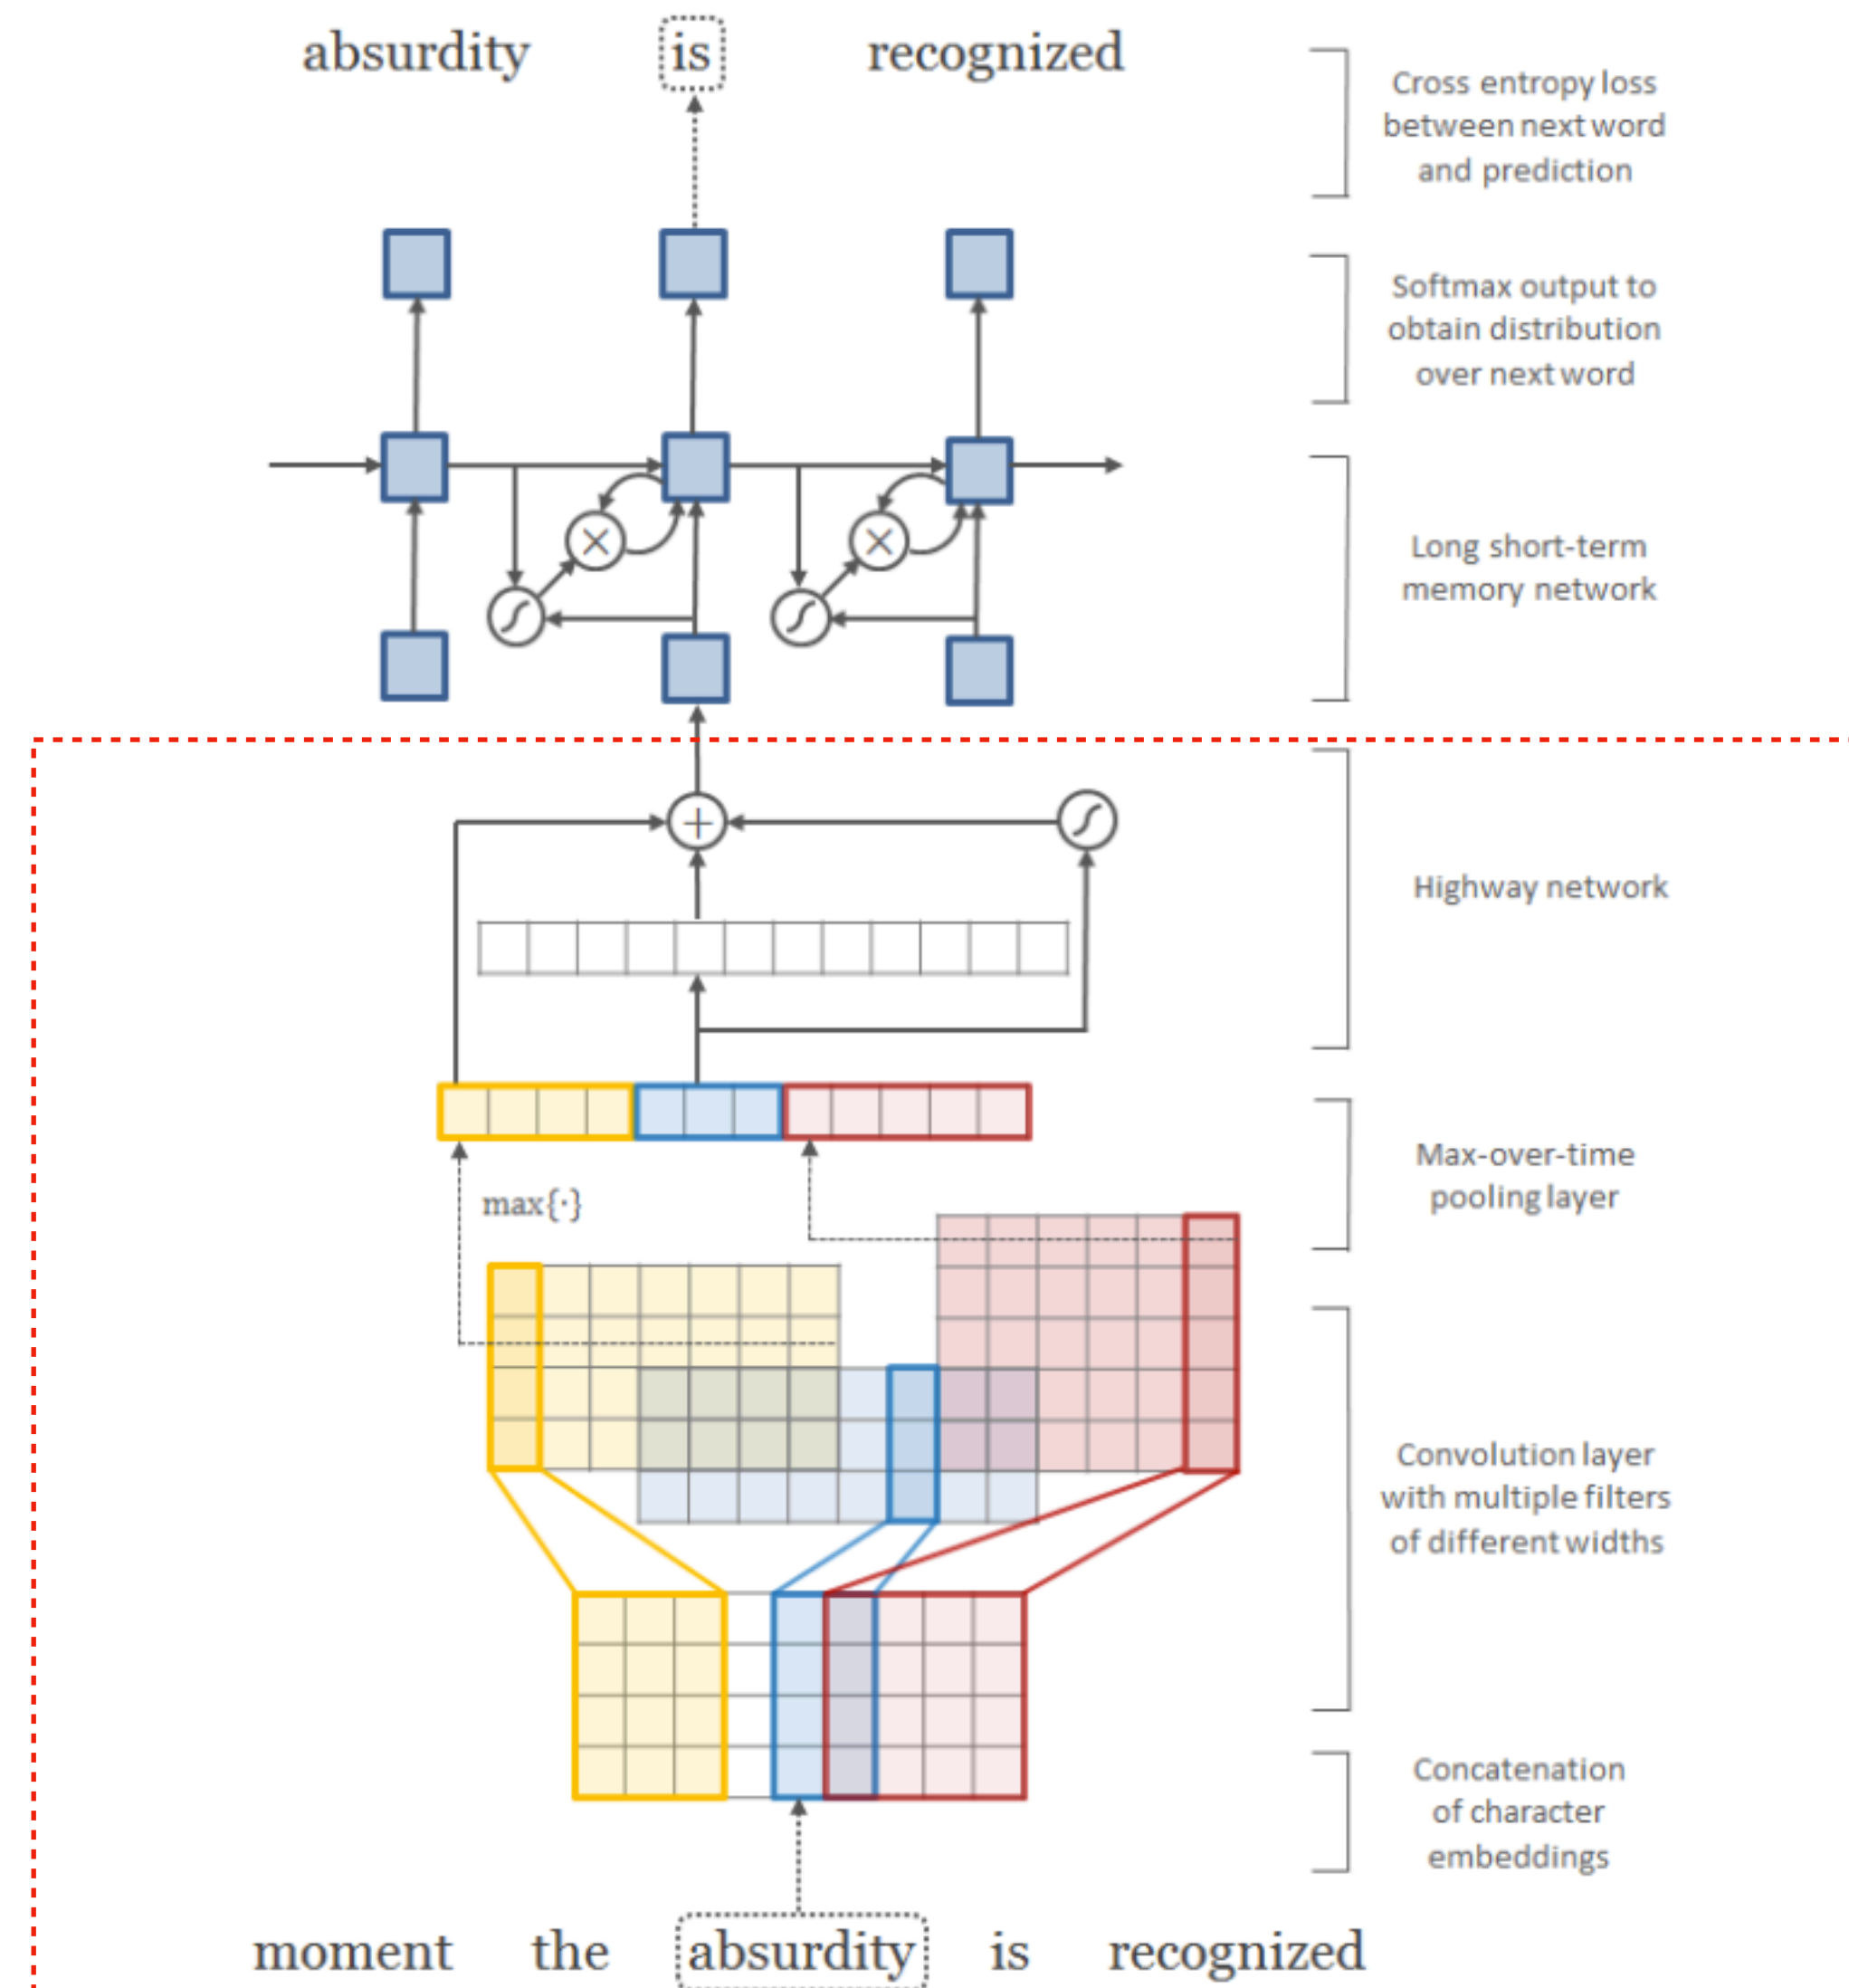 absurdity is recognized
Cross entropy loss
between next word
and prediction
Softmax output to
obtain distribution
over next word
Long short-term
memory network
Highway network
Max-over-time
pooling layer
max{·}
Convolution layer
with multiple filters
of different widths
Concatenation
of character
embeddings
moment the absurdity is recognized